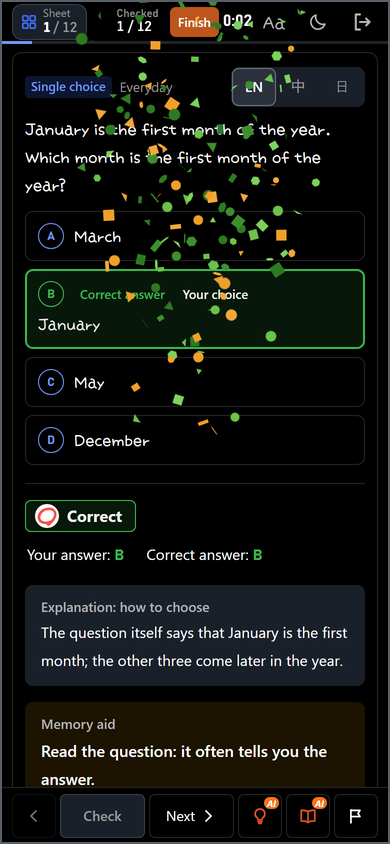 Sheet
1 / 12
Checked
1 / 12
Finish
0:02
Aa
Single choice
Everyday
EN
中
日
January is the first month of the year.
Which month is the first month of the
year?
A
March
B
Correct answer
Your choice
January
C
May
D
December
Correct
Your answer: B
Correct answer: B
Explanation: how to choose
The question itself says that January is the first
month; the other three come later in the year.
Memory aid
Read the question: it often tells you the
answer.
Check
Next
AI
AI